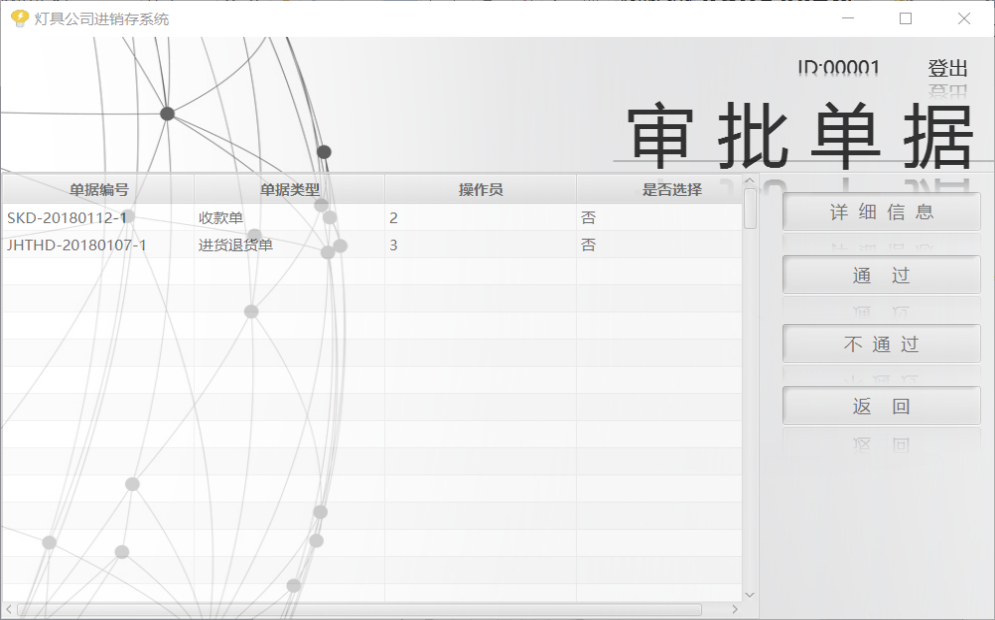 灯具公司进销存系统
ID:00001 登出
审批单据
单据编号 单据类型 操作员 是否选择
SKD-20180112-1 收款单 2 否
JHTHD-20180107-1 进货退货单 3 否
详细信息
通过
不通过
返回